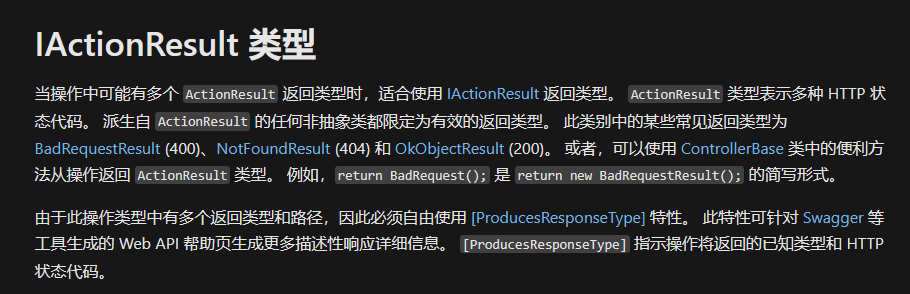 IActionResult 类型
当操作中可能有多个 ActionResult 返回类型时，适合使用 IActionResult 返回类型。 ActionResult 类型表示多种 HTTP 状
态代码。 派生自 ActionResult 的任何非抽象类都限定为有效的返回类型。 此类别中的某些常见返回类型为
BadRequestResult (400)、NotFoundResult (404) 和 OkObjectResult (200)。 或者，可以使用 ControllerBase 类中的便利方
法从操作返回 ActionResult 类型。 例如，return BadRequest(); 是 return new BadRequestResult(); 的简写形式。
由于此操作类型中有多个返回类型和路径，因此必须自由使用 [ProducesResponseType] 特性。 此特性可针对 Swagger 等
工具生成的 Web API 帮助页生成更多描述性响应详细信息。 [ProducesResponseType] 指示操作将返回的已知类型和 HTTP
状态代码。